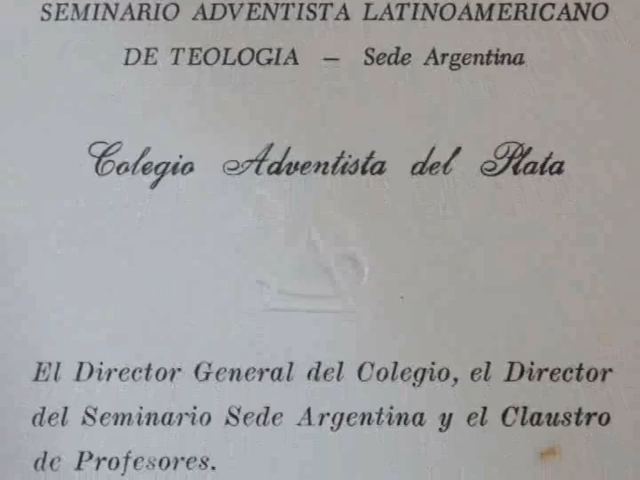 SEMINARIO ADVENTISTA LATINOAMERICANO
DE TEOLOGIA — Sede Argentina
Colegio Adventista del Plata
El Director General del Colegio, el Director
del Seminario Sede Argentina y el Claustro
de Profesores.